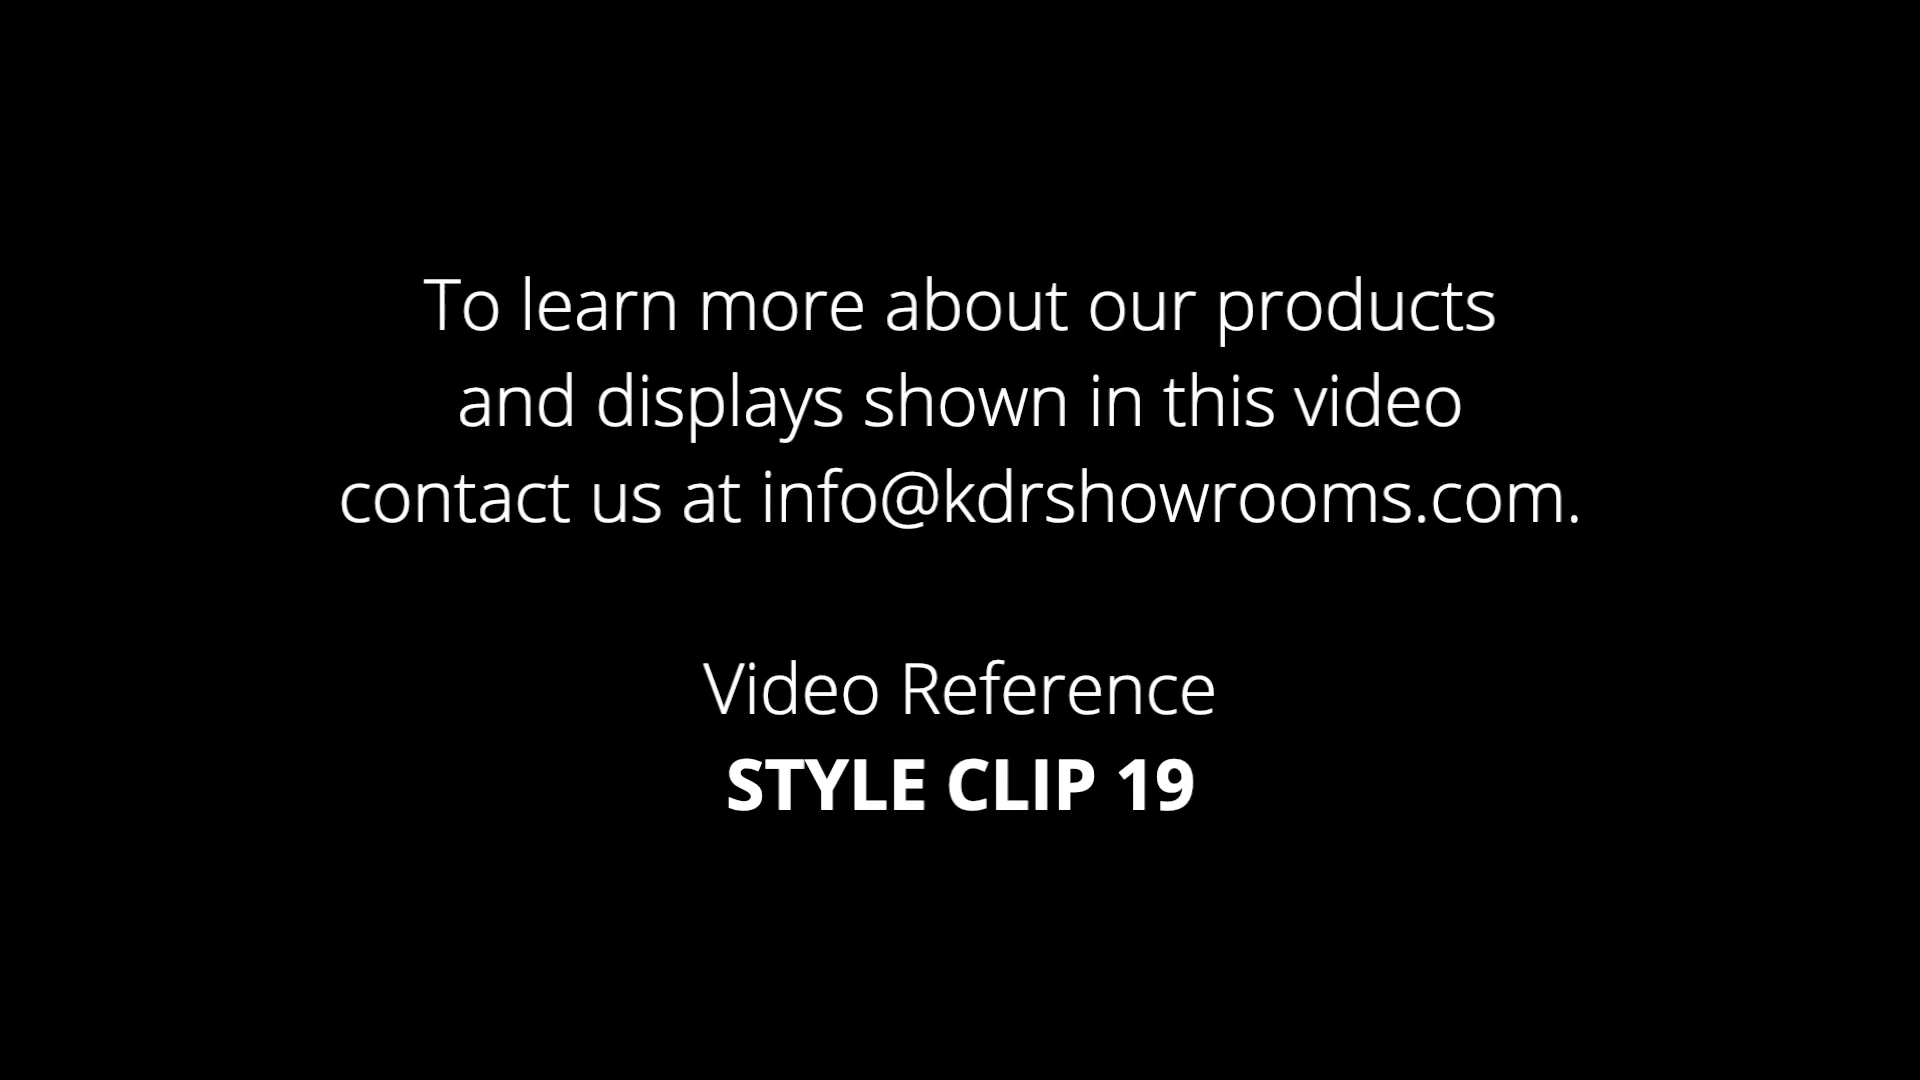 To learn more about our products
and displays shown in this video
contact us at info@kdrshowrooms.com.
Video Reference
STYLE CLIP 19